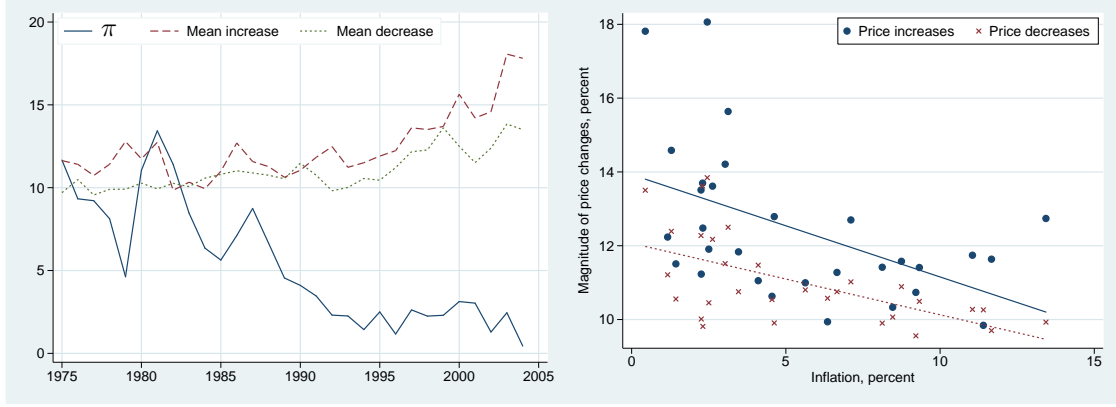 π Mean increase Mean decrease
20
15
10
5
0
1975 1980 1985 1990 1995 2000 2005
Price increases Price decreases
Magnitude of price changes, percent
18
16
14
12
10
0 5 10 15
Inflation, percent